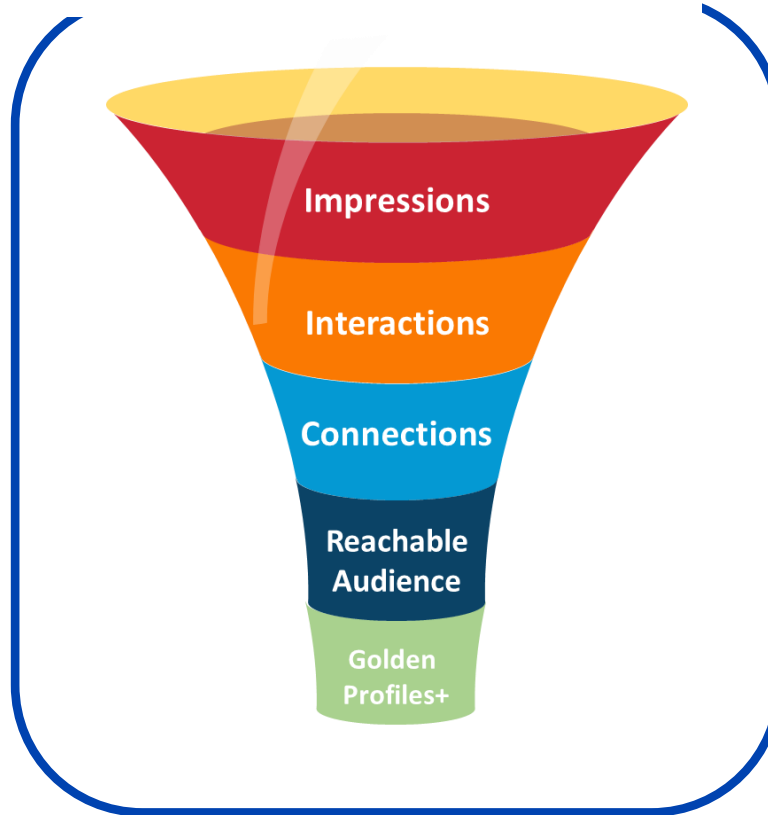 Impressions
Interactions
Connections
Reachable
Audience
Golden
Profiles+